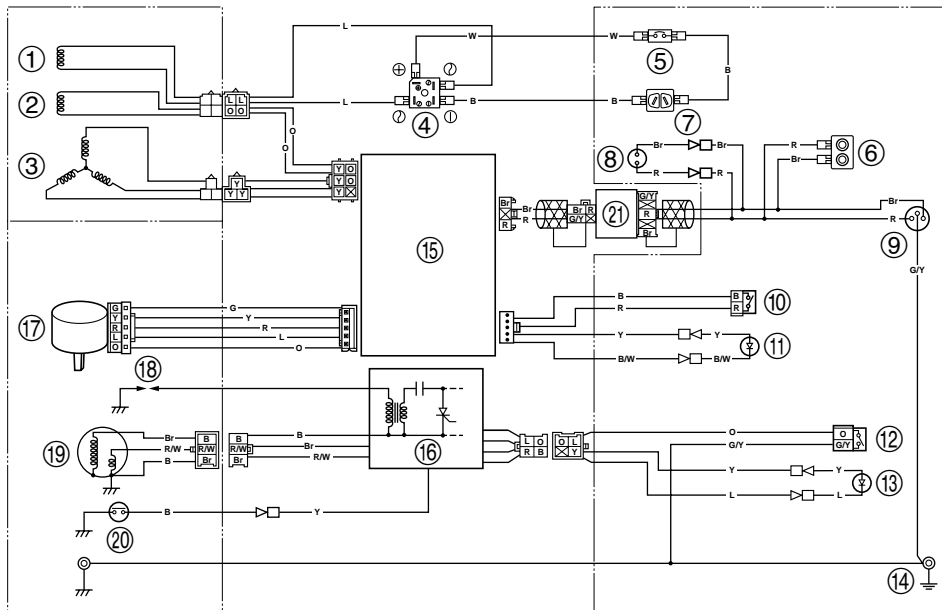 L
W W
①
⑤
B
②
L L
O O
L
④
B B
⑦
O
O
③
Y
Y Y
Y O
Y O
Y
⑧
Br Br
R R
R
Br
⑥
Br
R
Br
R
Br R
G/Y
㉑
G/Y
R
Br
Br
R
⑨
G/Y
⑮
⑰
G
Y
R
L
O
G
Y
R
L
O
B
R
B
R
⑩
Y Y
B/W B/W
⑪
⑱
⑯
⑲
Br
R/W
B
B
R/W
Br
B
R/W
Br
B
Br
R/W
L O
R B
O L
Y
O
G/Y
O
G/Y
⑫
Y Y
L L
⑬
⑳
B Y
⑭